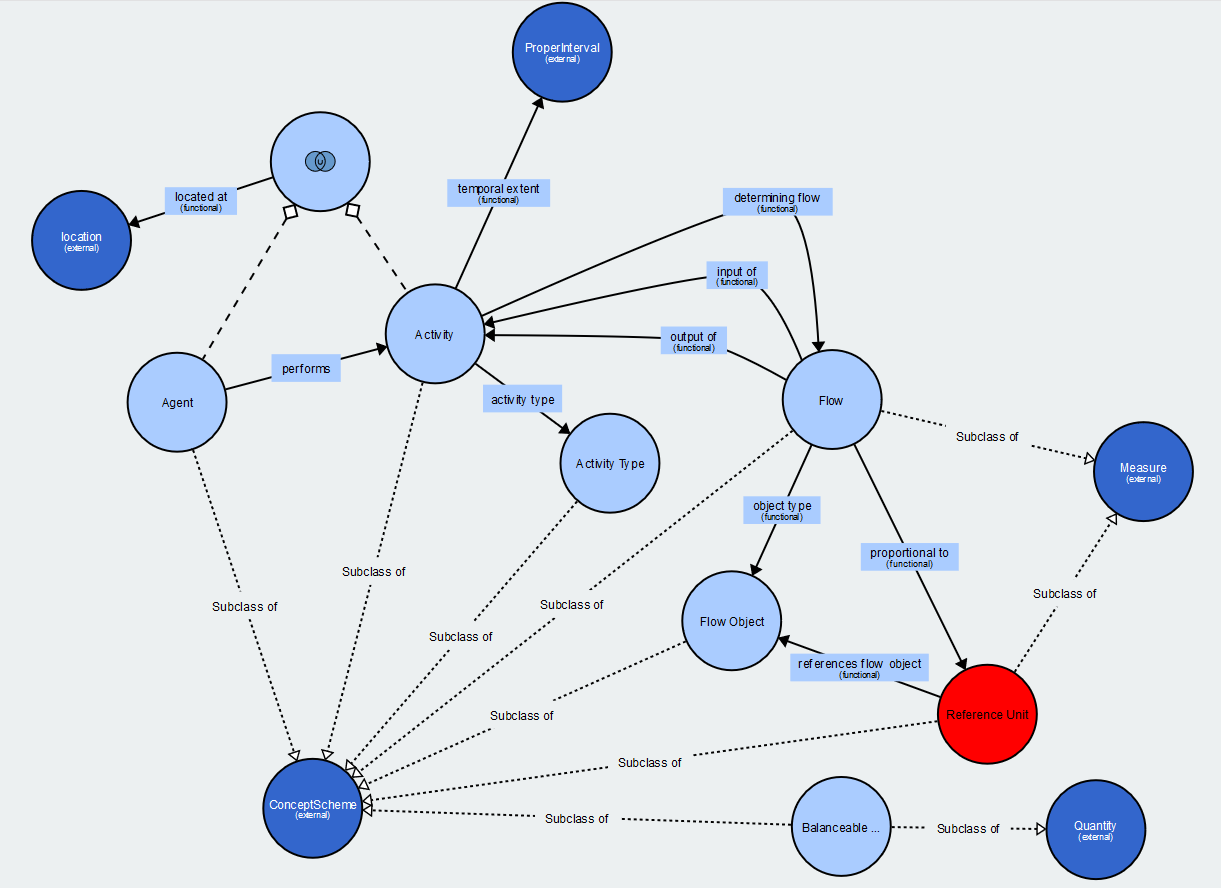 ProperInterval
(external)
located at
(functional)
temporal extent
(functional)
determining flow
(functional)
location
(external)
input of
(functional)
Activity
output of
(functional)
performs
Agent
activity type
Flow
Subclass of
Activity Type
Measure
(external)
object type
(functional)
proportional to
(functional)
Subclass of
Subclass of
Subclass of
Subclass of
Subclass of
Flow Object
references flow object
(functional)
Subclass of
Reference Unit
Subclass of
ConceptScheme
(external)
Subclass of
Balanceable ...
Subclass of
Quantity
(external)